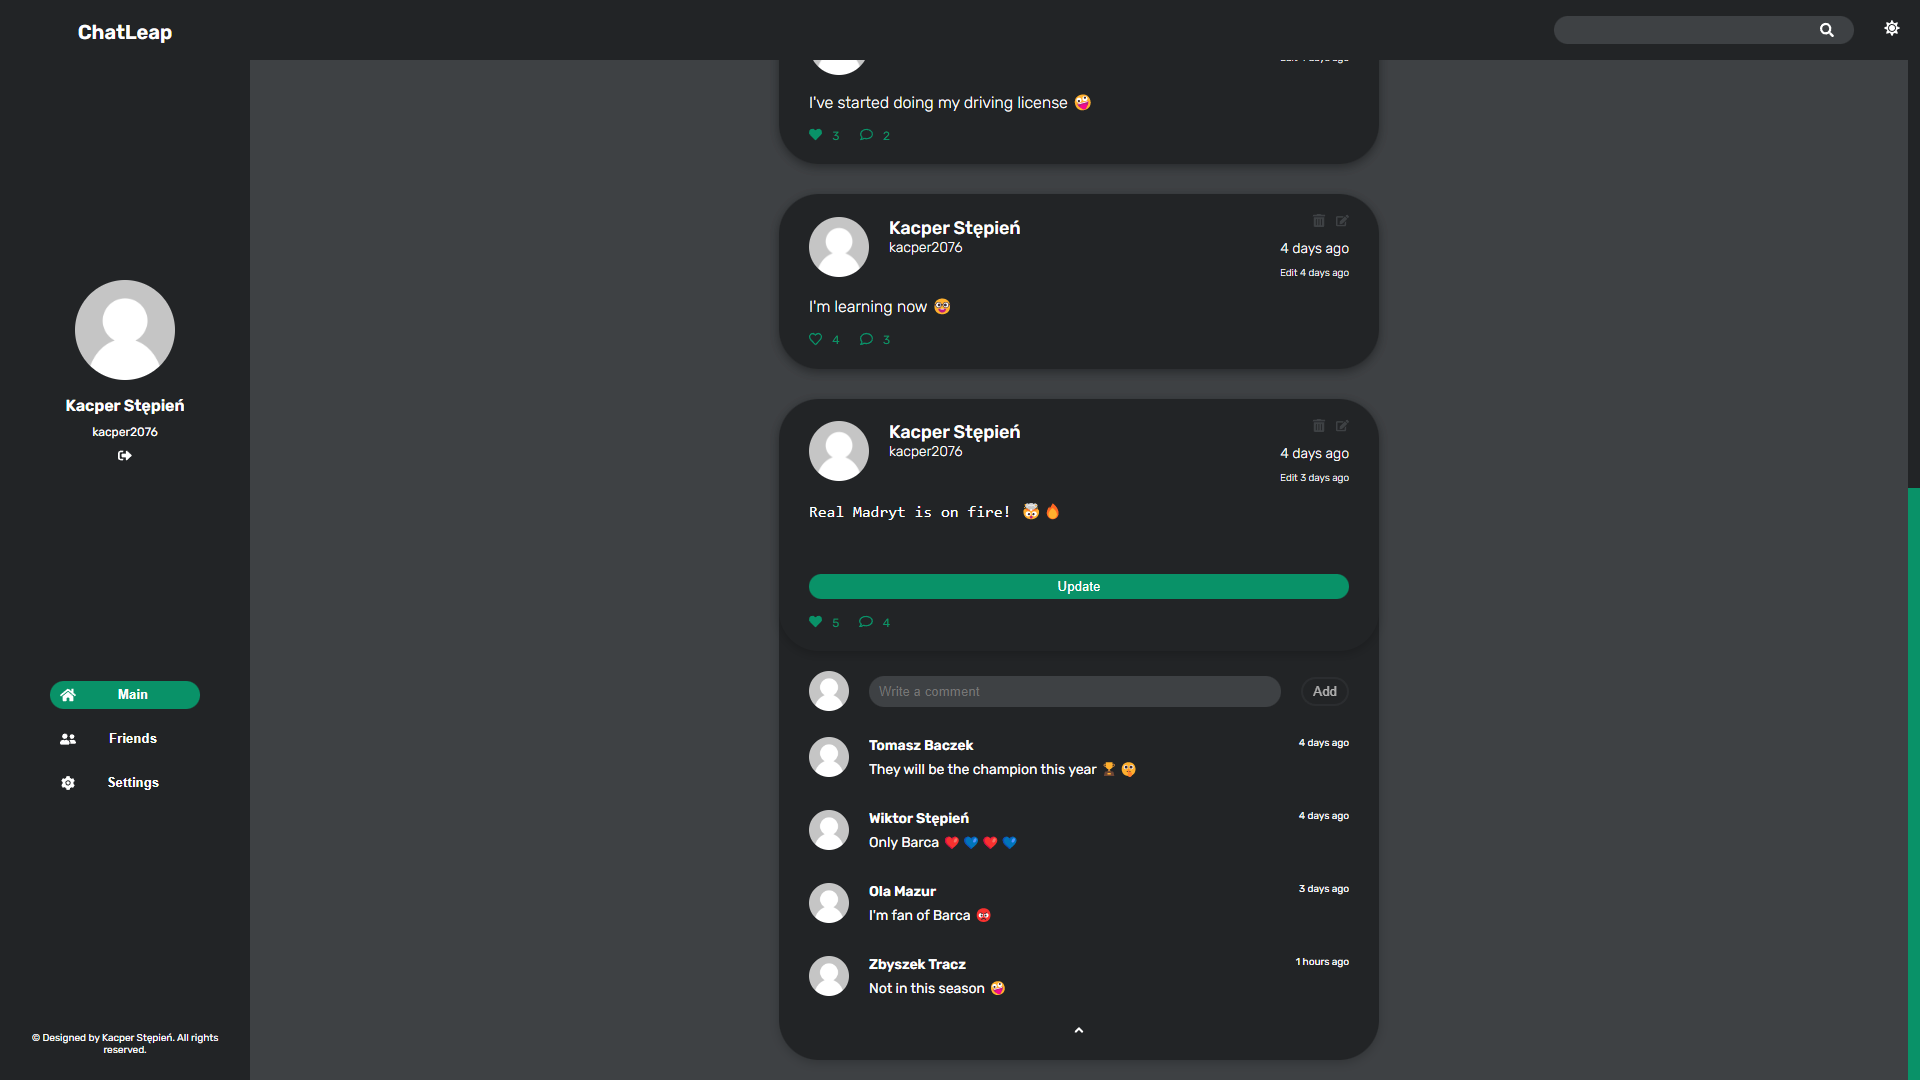 ChatLeap
I've started doing my driving license 🤪
3 2
Kacper Stępień
kacper2076
4 days ago
Edit 4 days ago
I'm learning now 🤓
4 3
Kacper Stępień
kacper2076
4 days ago
Edit 3 days ago
Real Madryt is on fire! 🤯🔥
Update
5 4
Write a comment
Add
Tomasz Baczek
4 days ago
They will be the champion this year 🏆🤫
Wiktor Stępień
4 days ago
Only Barca ❤️💙❤️💙
Ola Mazur
3 days ago
I'm fan of Barca 😡
Zbyszek Tracz
1 hours ago
Not in this season 🤪
Kacper Stępień
kacper2076
Main
Friends
Settings
© Designed by Kacper Stępień. All rights
reserved.